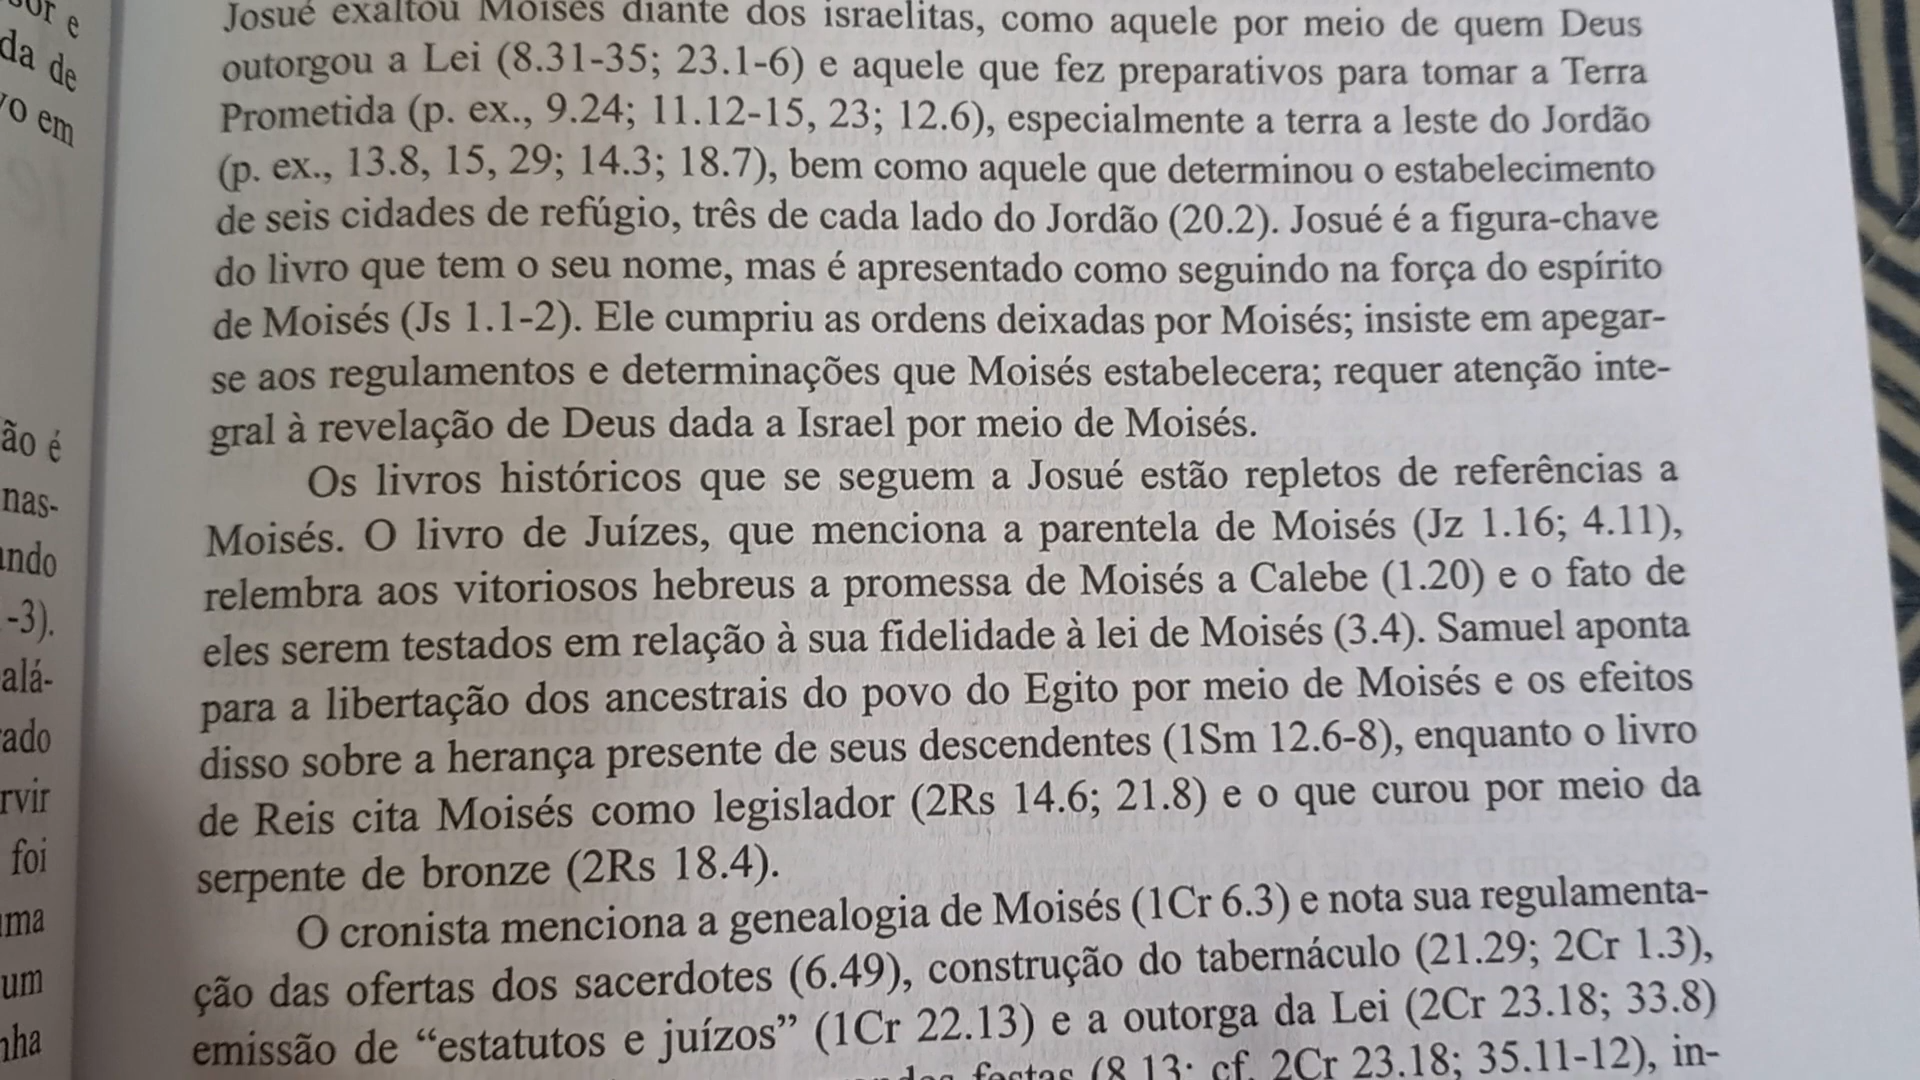 e
da de
o em
ão é
nas-
ndo
-3).
alá-
ado
rvir
foi
ma
um
nha
Josué exaltou Moisés diante dos israelitas, como aquele por meio de quem Deus
outorgou a Lei (8.31-35; 23.1-6) e aquele que fez preparativos para tomar a Terra
Prometida (p. ex., 9.24; 11.12-15, 23; 12.6), especialmente a terra a leste do Jordão
(p. ex., 13.8, 15, 29; 14.3; 18.7), bem como aquele que determinou o estabelecimento
de seis cidades de refúgio, três de cada lado do Jordão (20.2). Josué é a figura-chave
do livro que tem o seu nome, mas é apresentado como seguindo na força do espírito
de Moisés (Js 1.1-2). Ele cumpriu as ordens deixadas por Moisés; insiste em apegar-
se aos regulamentos e determinações que Moisés estabelecera; requer atenção inte-
gral à revelação de Deus dada a Israel por meio de Moisés.
Os livros históricos que se seguem a Josué estão repletos de referências a
Moisés. O livro de Juízes, que menciona a parentela de Moisés (Jz 1.16; 4.11),
relembra aos vitoriosos hebreus a promessa de Moisés a Calebe (1.20) e o fato de
eles serem testados em relação à sua fidelidade à lei de Moisés (3.4). Samuel aponta
para a libertação dos ancestrais do povo do Egito por meio de Moisés e os efeitos
disso sobre a herança presente de seus descendentes (1Sm 12.6-8), enquanto o livro
de Reis cita Moisés como legislador (2Rs 14.6; 21.8) e o que curou por meio da
serpente de bronze (2Rs 18.4).
O cronista menciona a genealogia de Moisés (1Cr 6.3) e nota sua regulamenta-
ção das ofertas dos sacerdotes (6.49), construção do tabernáculo (21.29; 2Cr 1.3),
emissão de “estatutos e juízos” (1Cr 22.13) e a outorga da Lei (2Cr 23.18; 33.8)
festas (8.13; cf. 2Cr 23.18; 35.11-12), in-